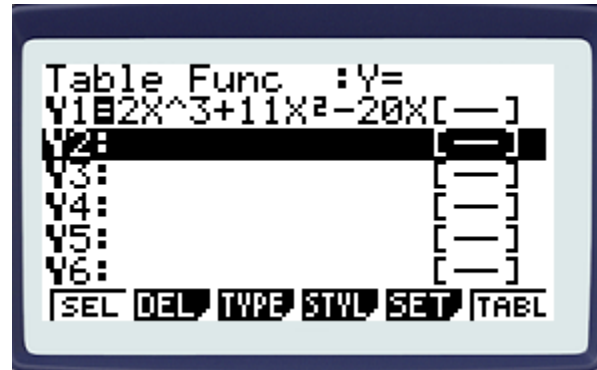 Table Func :Y=
Y1=2X^3+11X²-20X[—]
Y2: [—]
Y3: [—]
Y4: [—]
Y5: [—]
Y6: [—]
SEL DEL TYPE STYL SET TABL